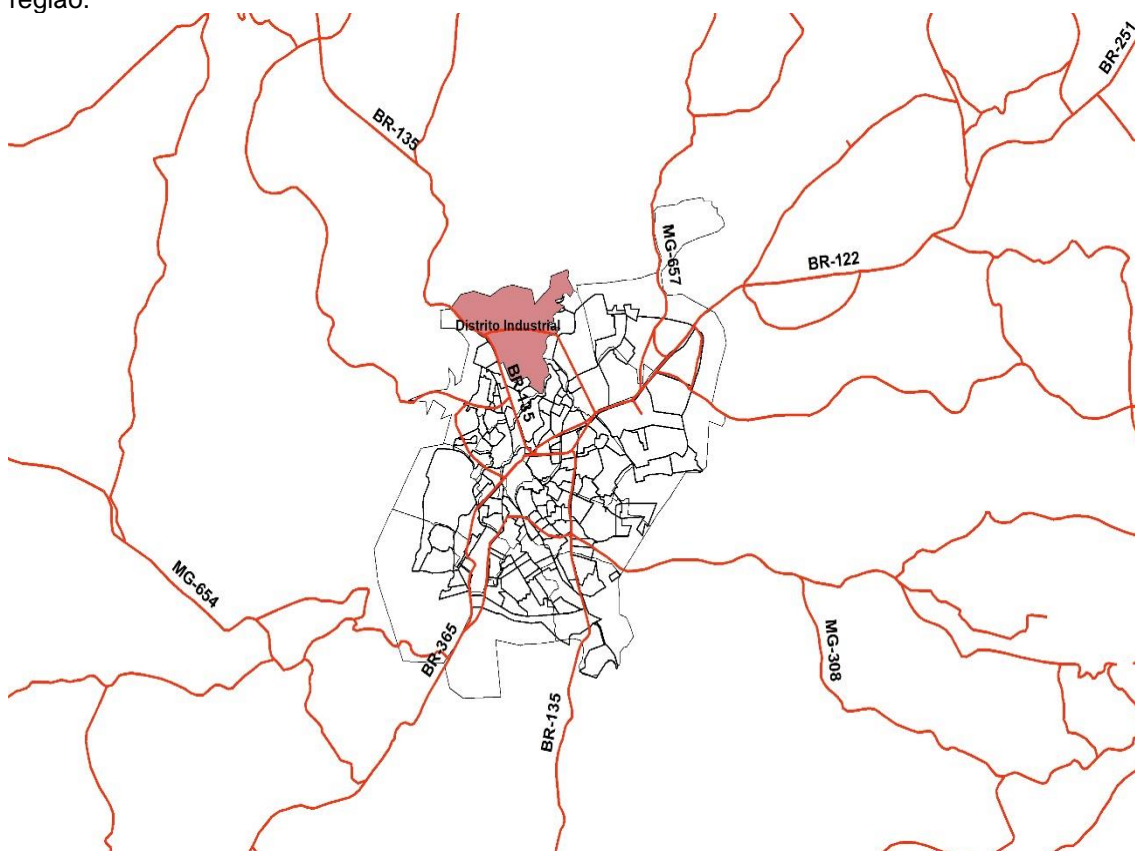 região.
BR-251
BR-135
MG-657
BR-122
Distrito Industrial
BR-135
MG-654
BR-365
MG-308
BR-135